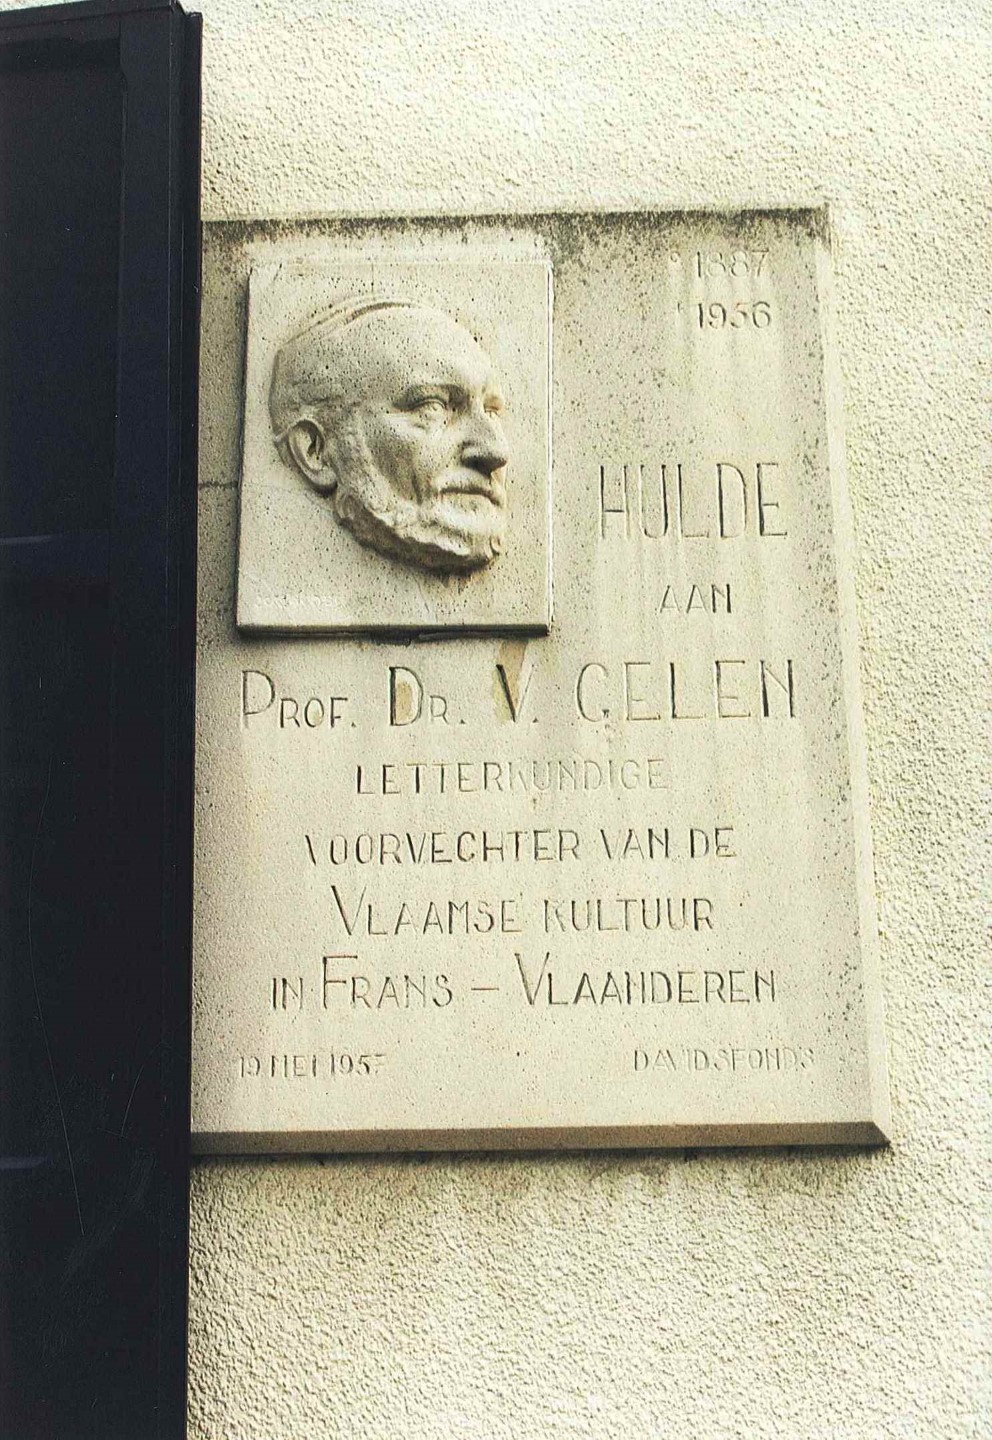 ° 1887
† 1956
HULDE
AAN
PROF. DR. V. CELEN
LETTERKUNDIGE
VOORVECHTER VAN DE
VLAAMSE KULTUUR
IN FRANS – VLAANDEREN
19 MEI 1957
DAVIDSFONDS